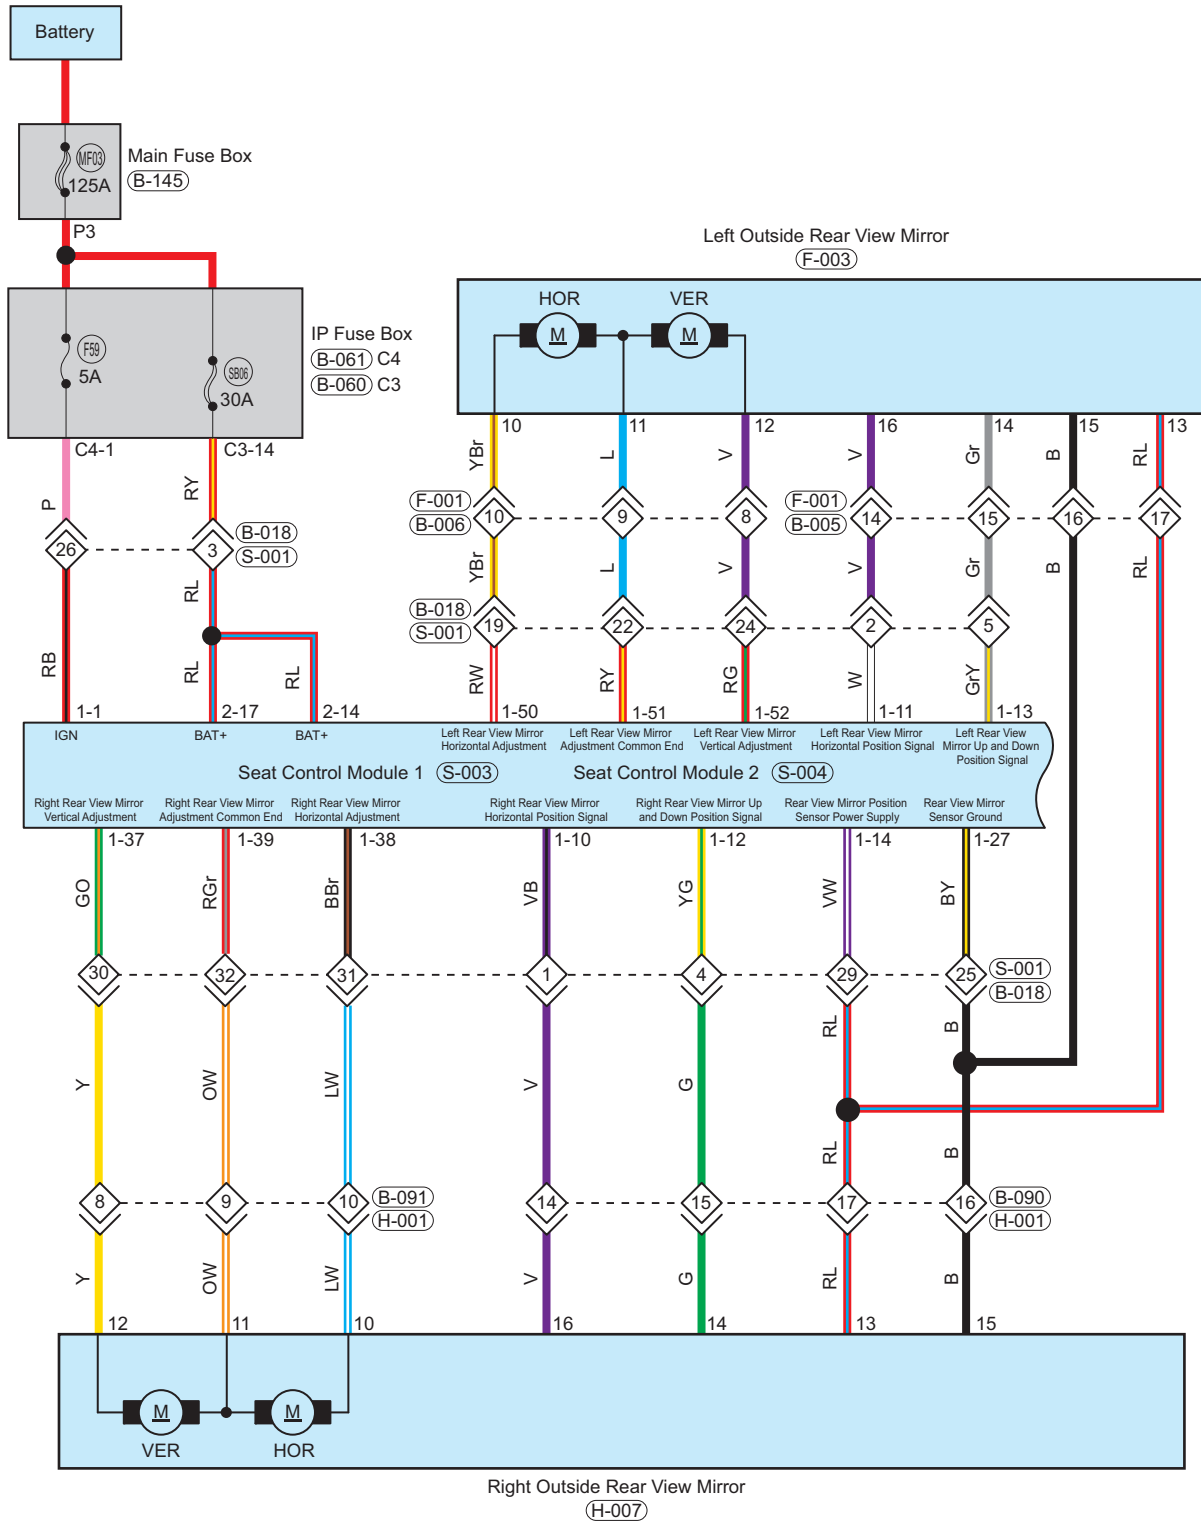 Battery
MF03
125A
Main Fuse Box
B-145
P3
F59
5A
SB06
30A
IP Fuse Box
B-061 C4
B-060 C3
C4-1
C3-14
P
RY
26
3
B-018
S-001
RL
RB
RL
RL
1-1
2-17
2-14
Left Outside Rear View Mirror
F-003
HOR
VER
M
M
10
11
12
16
14
15
13
YBr
L
V
V
Gr
B
RL
F-001
B-006
10
9
8
F-001
B-005
14
15
16
17
YBr
L
V
V
Gr
B
RL
B-018
S-001
19
22
24
2
5
RW
RY
RG
W
GrY
1-50
1-51
1-52
1-11
1-13
IGN
BAT+
BAT+
Left Rear View Mirror
Horizontal Adjustment
Left Rear View Mirror
Adjustment Common End
Left Rear View Mirror
Vertical Adjustment
Left Rear View Mirror
Horizontal Position Signal
Left Rear View
Mirror Up and Down
Position Signal
Seat Control Module 1
S-003
Seat Control Module 2
S-004
Right Rear View Mirror
Vertical Adjustment
Right Rear View Mirror
Adjustment Common End
Right Rear View Mirror
Horizontal Adjustment
Right Rear View Mirror
Horizontal Position Signal
Right Rear View Mirror Up
and Down Position Signal
Rear View Mirror Position
Sensor Power Supply
Rear View Mirror
Sensor Ground
1-37
1-39
1-38
1-10
1-12
1-14
1-27
GO
RGr
BBr
VB
YG
VW
BY
30
32
31
1
4
29
25
S-001
B-018
RL
B
Y
OW
LW
V
G
RL
B
8
9
10
B-091
H-001
14
15
17
16
B-090
H-001
Y
OW
LW
V
G
RL
B
12
11
10
16
14
13
15
M
M
VER
HOR
Right Outside Rear View Mirror
H-007